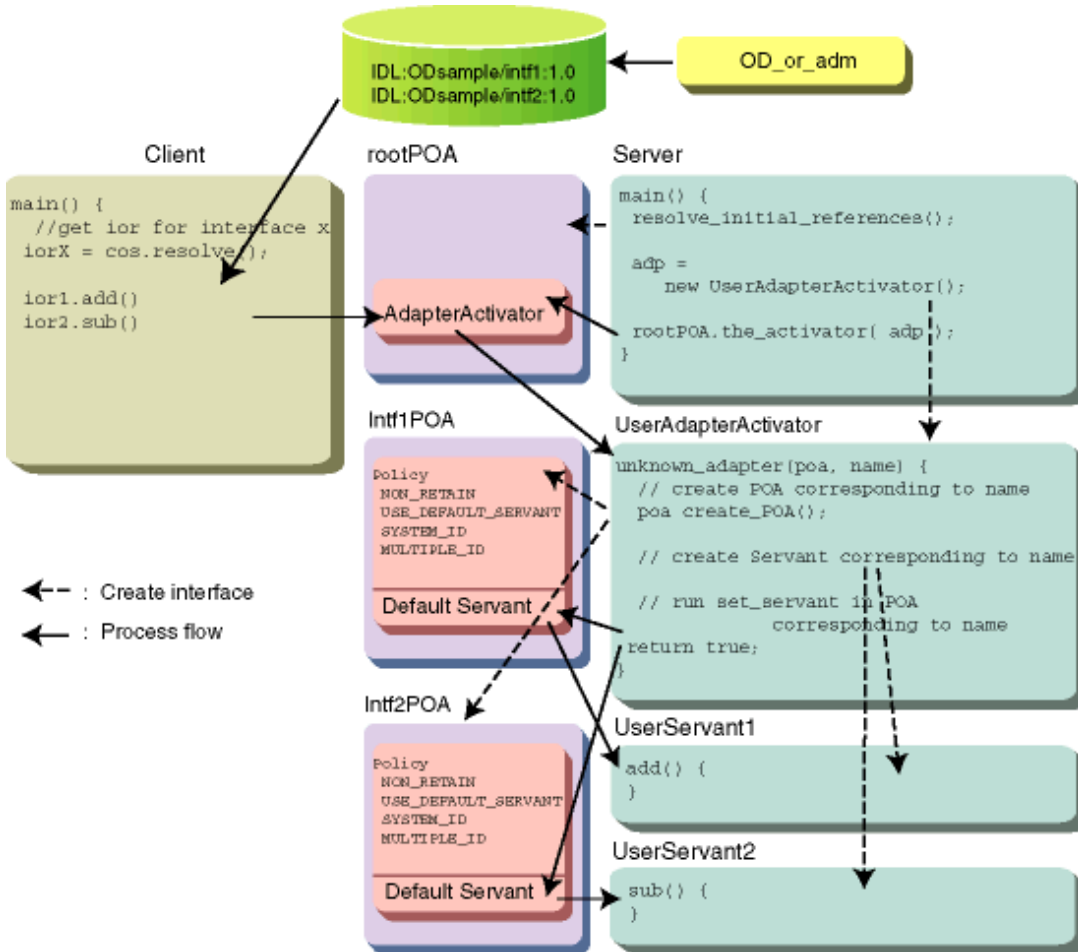 IDL:ODsample/intf1:1.0
IDL:ODsample/intf2:1.0
OD_or_adm
Client
main() {
//get ior for interface x
iorX = cos.resolve();
ior1.add()
ior2.sub()
rootPOA
AdapterActivator
Server
main() {
resolve_initial_references();
adp =
new UserAdapterActivator();
rootPOA.the_activator( adp );
}
Intf1POA
Policy
NON_RETAIN
USE_DEFAULT_SERVANT
SYSTEM_ID
MULTIPLE_ID
Default Servant
UserAdapterActivator
unknown_adapter(poa, name) {
// create POA corresponding to name
poa create_POA();
// create Servant corresponding to name
// run set_servant in POA
corresponding to name
return true;
}
: Create interface
: Process flow
Intf2POA
Policy
NON_RETAIN
USE_DEFAULT_SERVANT
SYSTEM_ID
MULTIPLE_ID
Default Servant
UserServant1
add() {
}
UserServant2
sub() {
}